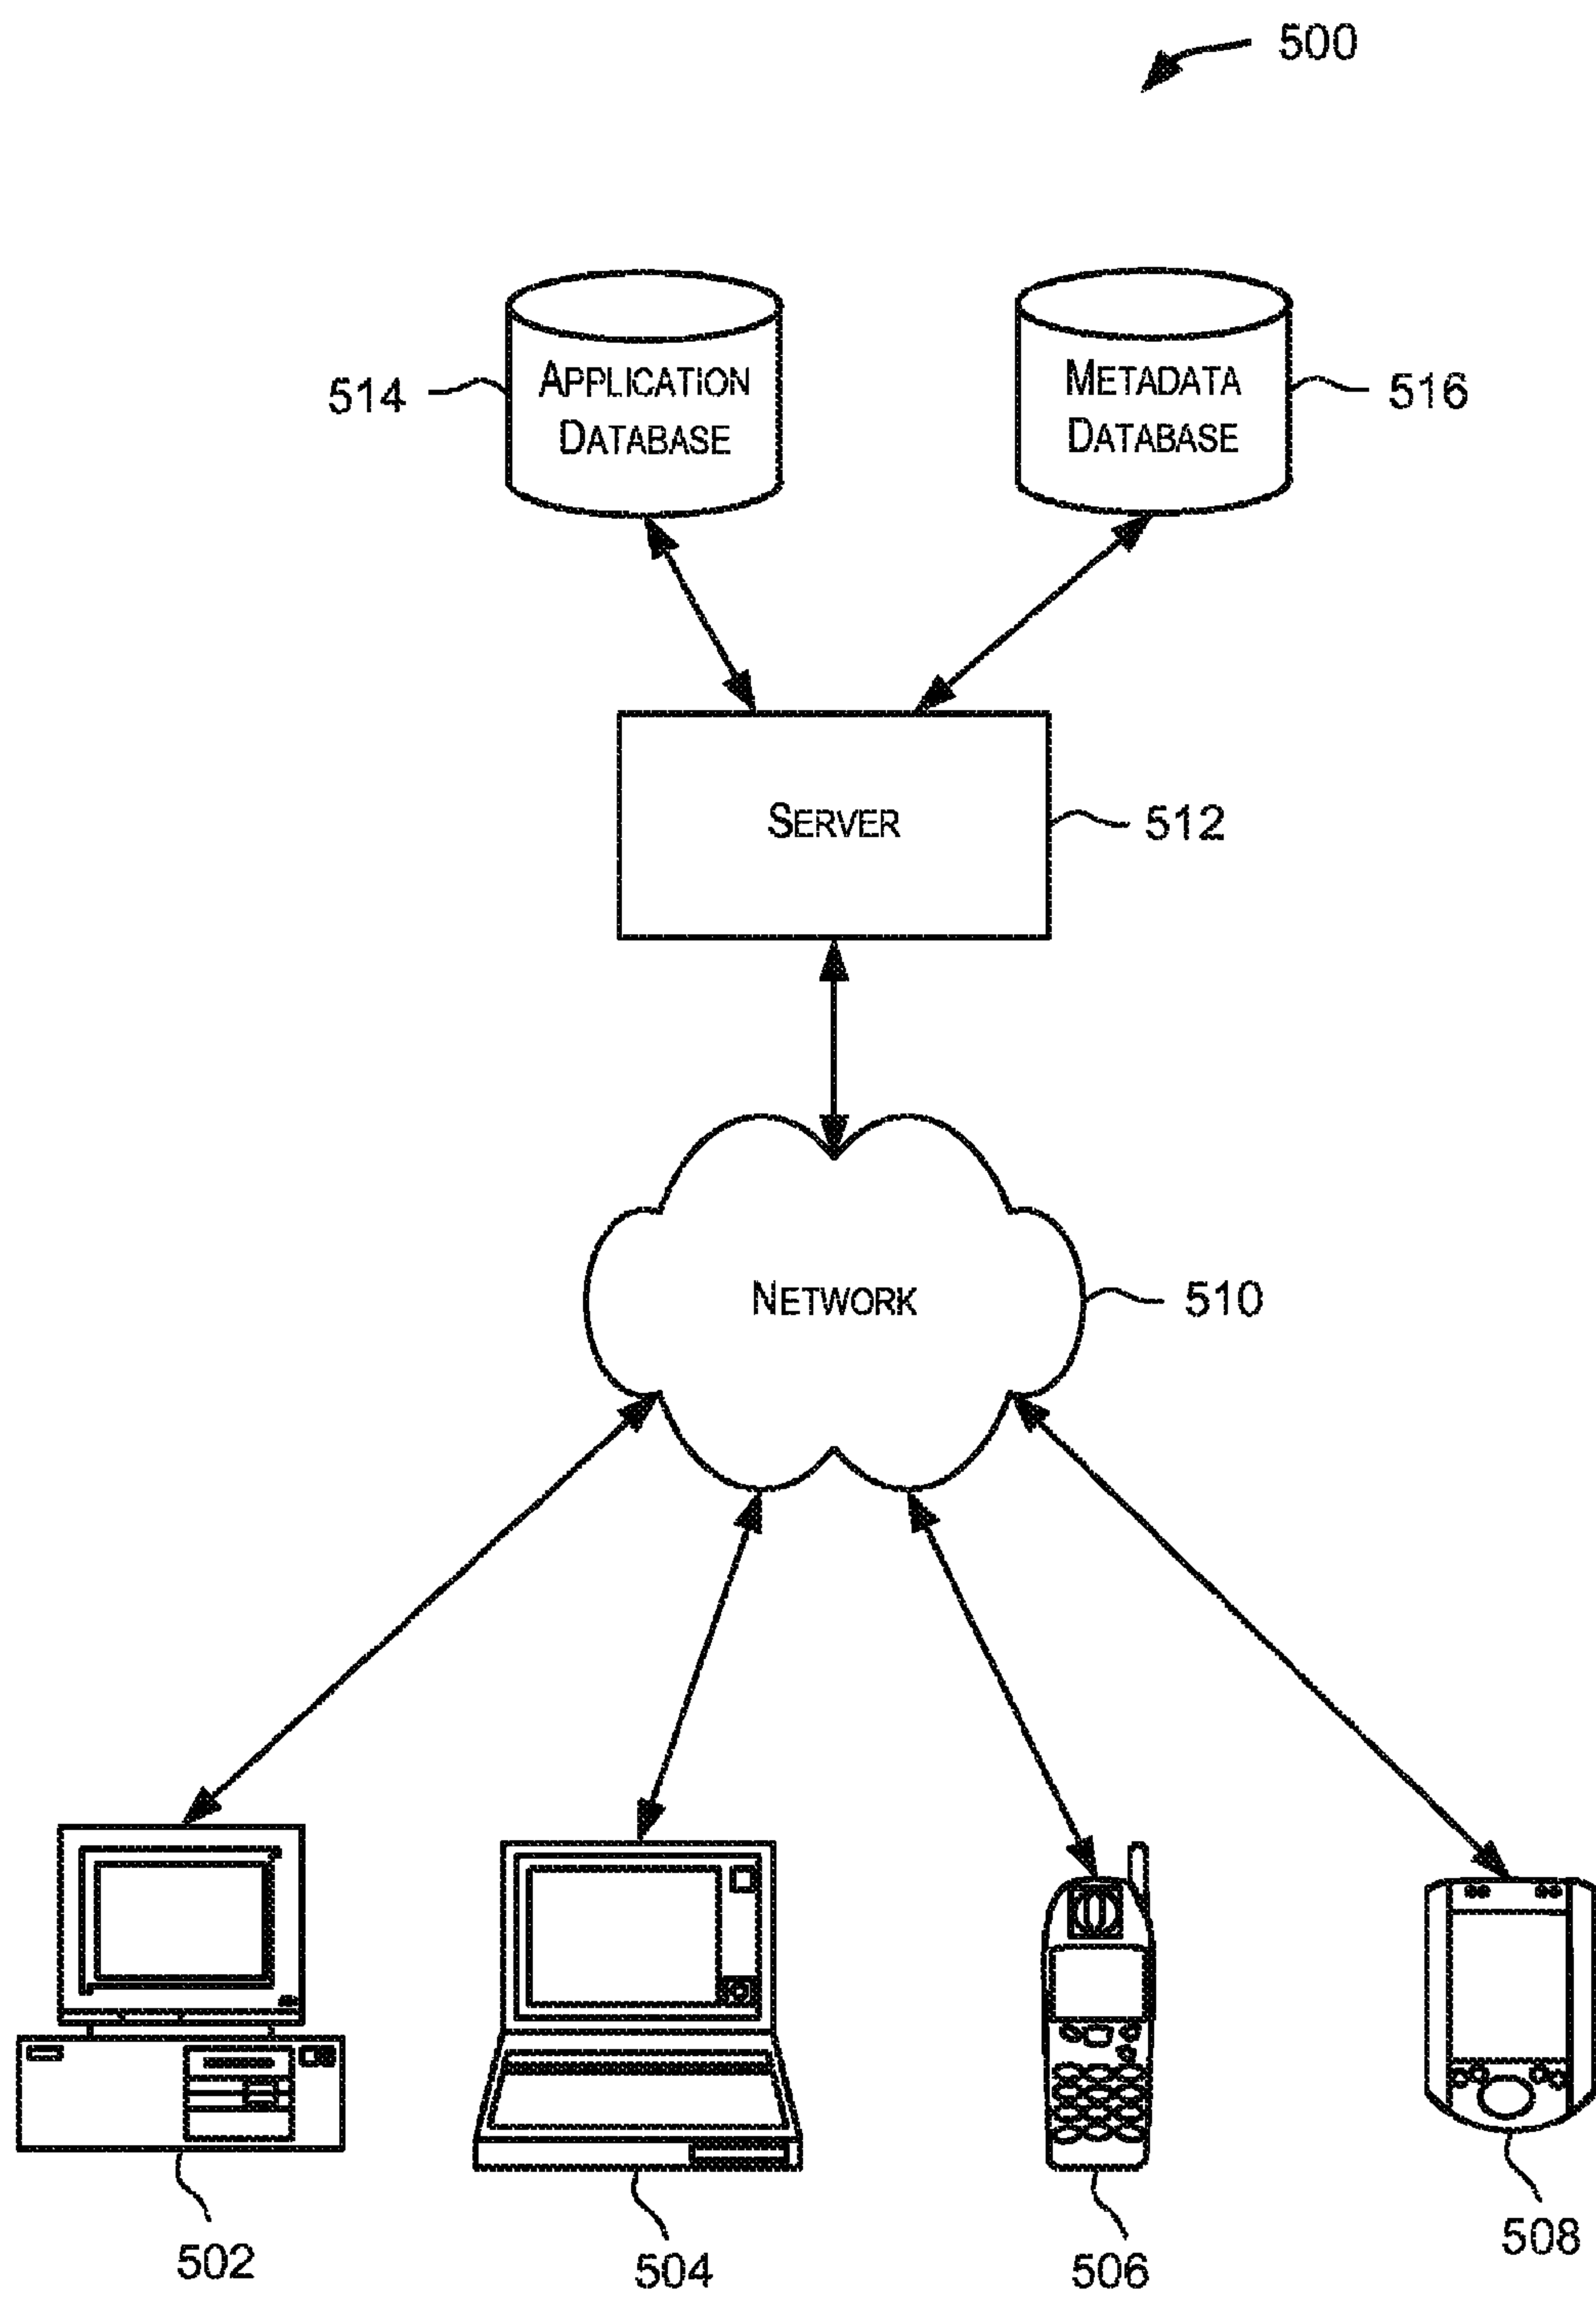 500
APPLICATION
DATABASE
514
METADATA
DATABASE
516
SERVER
512
NETWORK
510
502
504
506
508